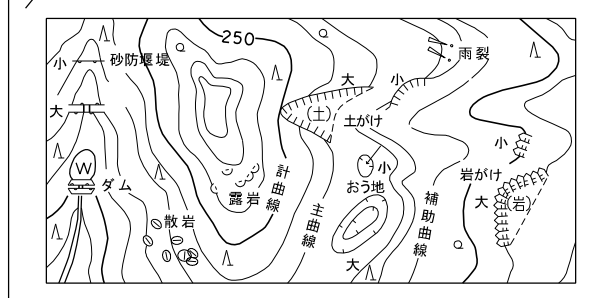 250
小
砂防堰堤
大
W
ダム
散岩
露岩
計曲線
主曲線
大
(土)
土がけ
小
雨裂
小
おう地
大
補助曲線
小
岩がけ
大
(岩)